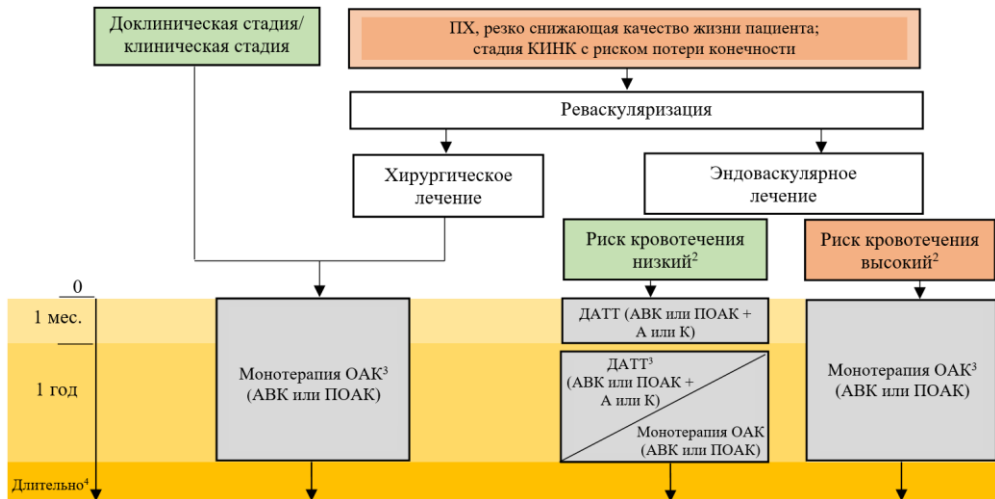 Доклиническая стадия/
клиническая стадия
ПХ, резко снижающая качество жизни пациента;
стадия КИНК с риском потери конечности
Реваскуляризация
Хирургическое
лечение
Эндоваскулярное
лечение
Риск кровотечения
низкий²
Риск кровотечения
высокий²
0
1 мес.
1 год
Длительно⁴
Монотерапия ОАК³
(АВК или ПОАК)
ДАТТ (АВК или ПОАК +
А или К)
ДАТТ³
(АВК или ПОАК +
А или К)
Монотерапия ОАК
(АВК или ПОАК)
Монотерапия ОАК³
(АВК или ПОАК)